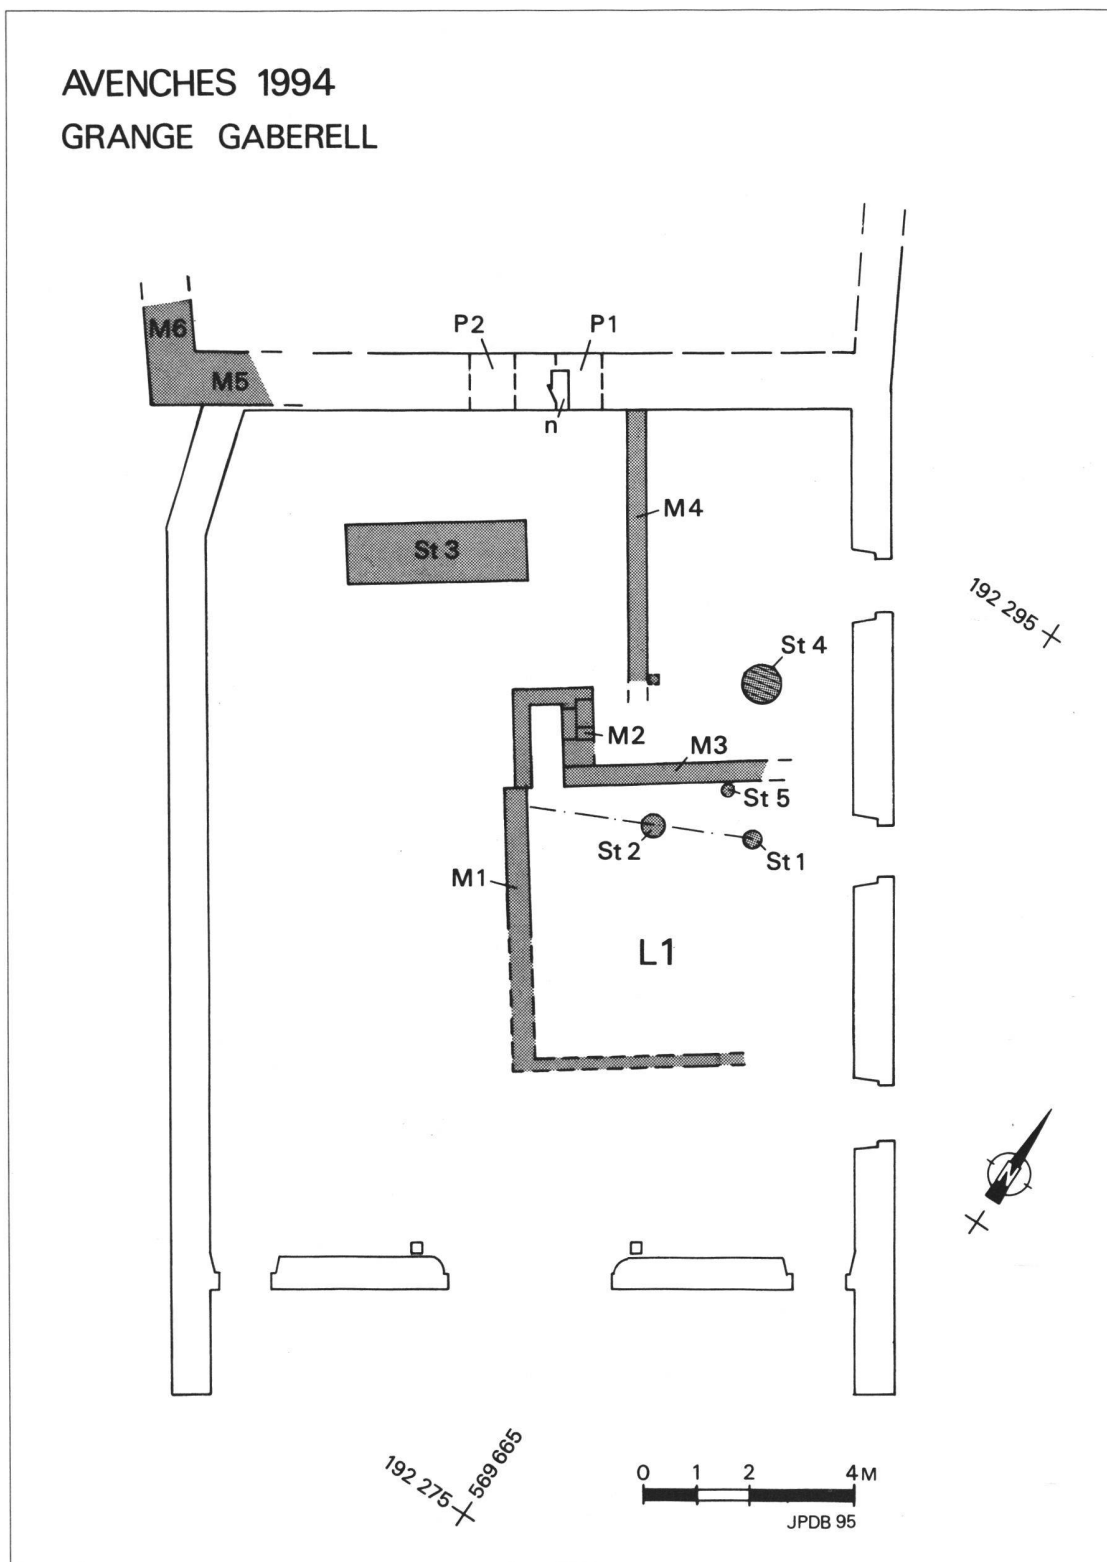 AVENCHES 1994
GRANGE GABERELL
M6
P2
P1
M5
n
M4
St 3
192 295
St 4
M2
M3
St 5
St 2
St 1
M1
L1
N
192 275
569 665
0 1 2 4 M
JPDB 95